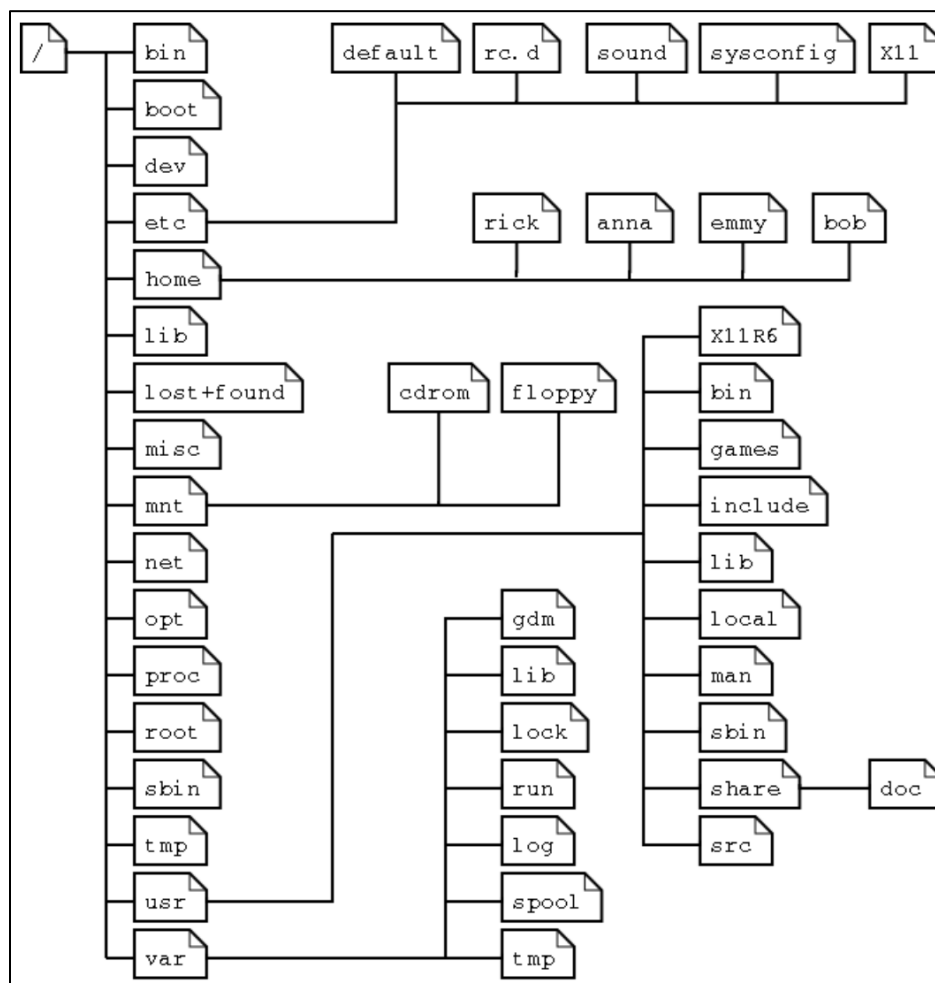 / bin default rc.d sound sysconfig X11
boot
dev
etc rick anna emmy bob
home
lib X11R6
lost+found cdrom floppy bin
misc games
mnt include
net lib
opt gdm local
proc lib man
root lock sbin
sbin run share doc
tmp log src
usr spool
var tmp